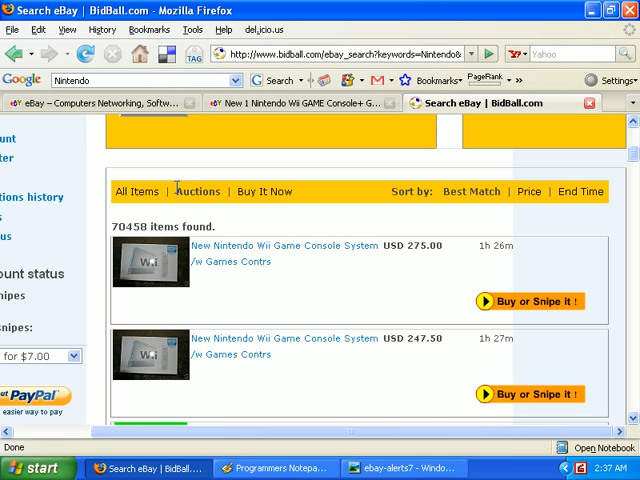 Search eBay | BidBall.com - Mozilla Firefox
File Edit View History Bookmarks Tools Help del.icio.us
TAG http://www.bidball.com/ebay_search?keywords=Nintendo& Yahoo
Google Nintendo Search Bookmarks PageRank Settings
eBay – Computers Networking, Softw... New 1 Nintendo Wii GAME Console+ G... Search eBay | BidBall.com
All Items | Auctions | Buy It Now Sort by: Best Match | Price | End Time
70458 items found.
Wii New Nintendo Wii Game Console System USD 275.00 1h 26m
/w Games Contrs
Buy or Snipe it !
Wii New Nintendo Wii Game Console System USD 247.50 1h 27m
/w Games Contrs
Buy or Snipe it !
ount
ter
tions history
s
us
ount status
nipes
snipes:
for $7.00
ut PayPal
easier way to pay
Done Open Notebook
start Search eBay | BidBall.... Programmers Notepa... ebay-alerts7 - Windo... 2:37 AM